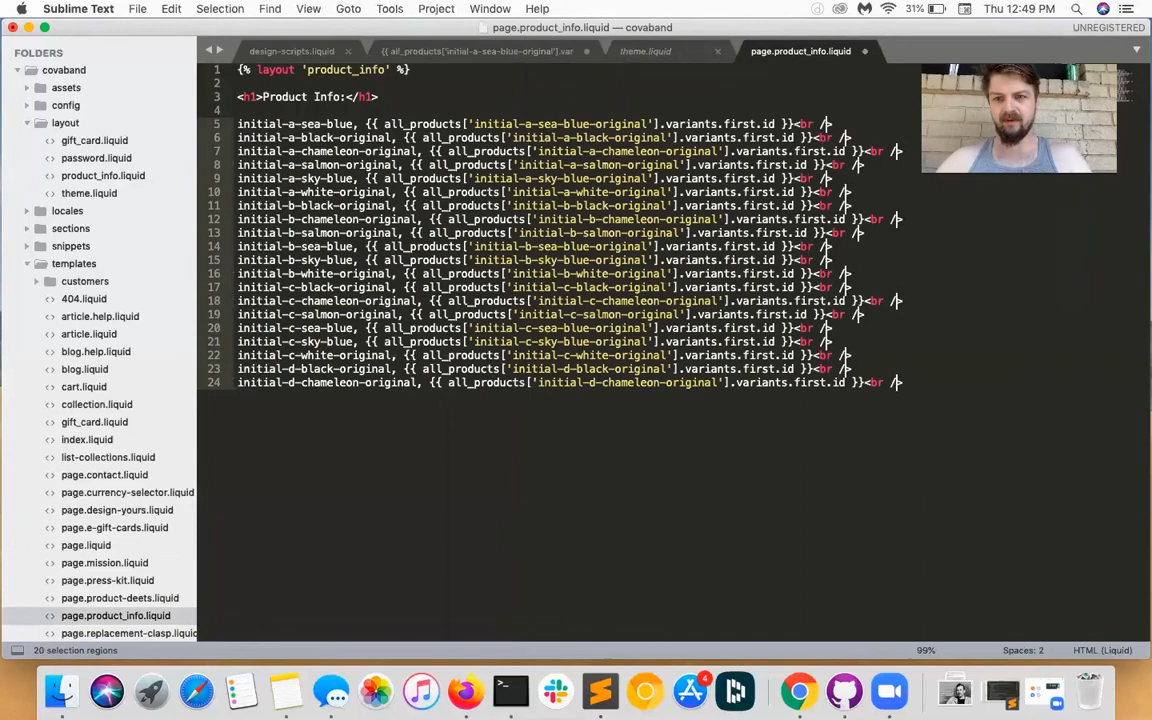 Sublime Text File Edit Selection Find View Goto Tools Project Window Help 31% Thu 12:49 PM
page.product_info.liquid — covaband UNREGISTERED
FOLDERS
covaband
assets
config
layout
gift_card.liquid
password.liquid
product_info.liquid
theme.liquid
locales
sections
snippets
templates
customers
404.liquid
article.help.liquid
article.liquid
blog.help.liquid
blog.liquid
cart.liquid
collection.liquid
gift_card.liquid
index.liquid
list-collections.liquid
page.contact.liquid
page.currency-selector.liquid
page.design-yours.liquid
page.e-gift-cards.liquid
page.liquid
page.mission.liquid
page.press-kit.liquid
page.product-deets.liquid
page.product_info.liquid
page.replacement-clasp.liquid
design-scripts.liquid {{ all_products['initial-a-sea-blue-original'].var theme.liquid page.product_info.liquid
1 {% layout 'product_info' %}
2
3 <h1>Product Info:</h1>
4
5 initial-a-sea-blue, {{ all_products['initial-a-sea-blue-original'].variants.first.id }}<br />
6 initial-a-black-original, {{ all_products['initial-a-black-original'].variants.first.id }}<br />
7 initial-a-chameleon-original, {{ all_products['initial-a-chameleon-original'].variants.first.id }}<br />
8 initial-a-salmon-original, {{ all_products['initial-a-salmon-original'].variants.first.id }}<br />
9 initial-a-sky-blue, {{ all_products['initial-a-sky-blue-original'].variants.first.id }}<br />
10 initial-a-white-original, {{ all_products['initial-a-white-original'].variants.first.id }}<br />
11 initial-b-black-original, {{ all_products['initial-b-black-original'].variants.first.id }}<br />
12 initial-b-chameleon-original, {{ all_products['initial-b-chameleon-original'].variants.first.id }}<br />
13 initial-b-salmon-original, {{ all_products['initial-b-salmon-original'].variants.first.id }}<br />
14 initial-b-sea-blue, {{ all_products['initial-b-sea-blue-original'].variants.first.id }}<br />
15 initial-b-sky-blue, {{ all_products['initial-b-sky-blue-original'].variants.first.id }}<br />
16 initial-b-white-original, {{ all_products['initial-b-white-original'].variants.first.id }}<br />
17 initial-c-black-original, {{ all_products['initial-c-black-original'].variants.first.id }}<br />
18 initial-c-chameleon-original, {{ all_products['initial-c-chameleon-original'].variants.first.id }}<br />
19 initial-c-salmon-original, {{ all_products['initial-c-salmon-original'].variants.first.id }}<br />
20 initial-c-sea-blue, {{ all_products['initial-c-sea-blue-original'].variants.first.id }}<br />
21 initial-c-sky-blue, {{ all_products['initial-c-sky-blue-original'].variants.first.id }}<br />
22 initial-c-white-original, {{ all_products['initial-c-white-original'].variants.first.id }}<br />
23 initial-d-black-original, {{ all_products['initial-d-black-original'].variants.first.id }}<br />
24 initial-d-chameleon-original, {{ all_products['initial-d-chameleon-original'].variants.first.id }}<br />
20 selection regions 99% Spaces: 2 HTML (Liquid)
4